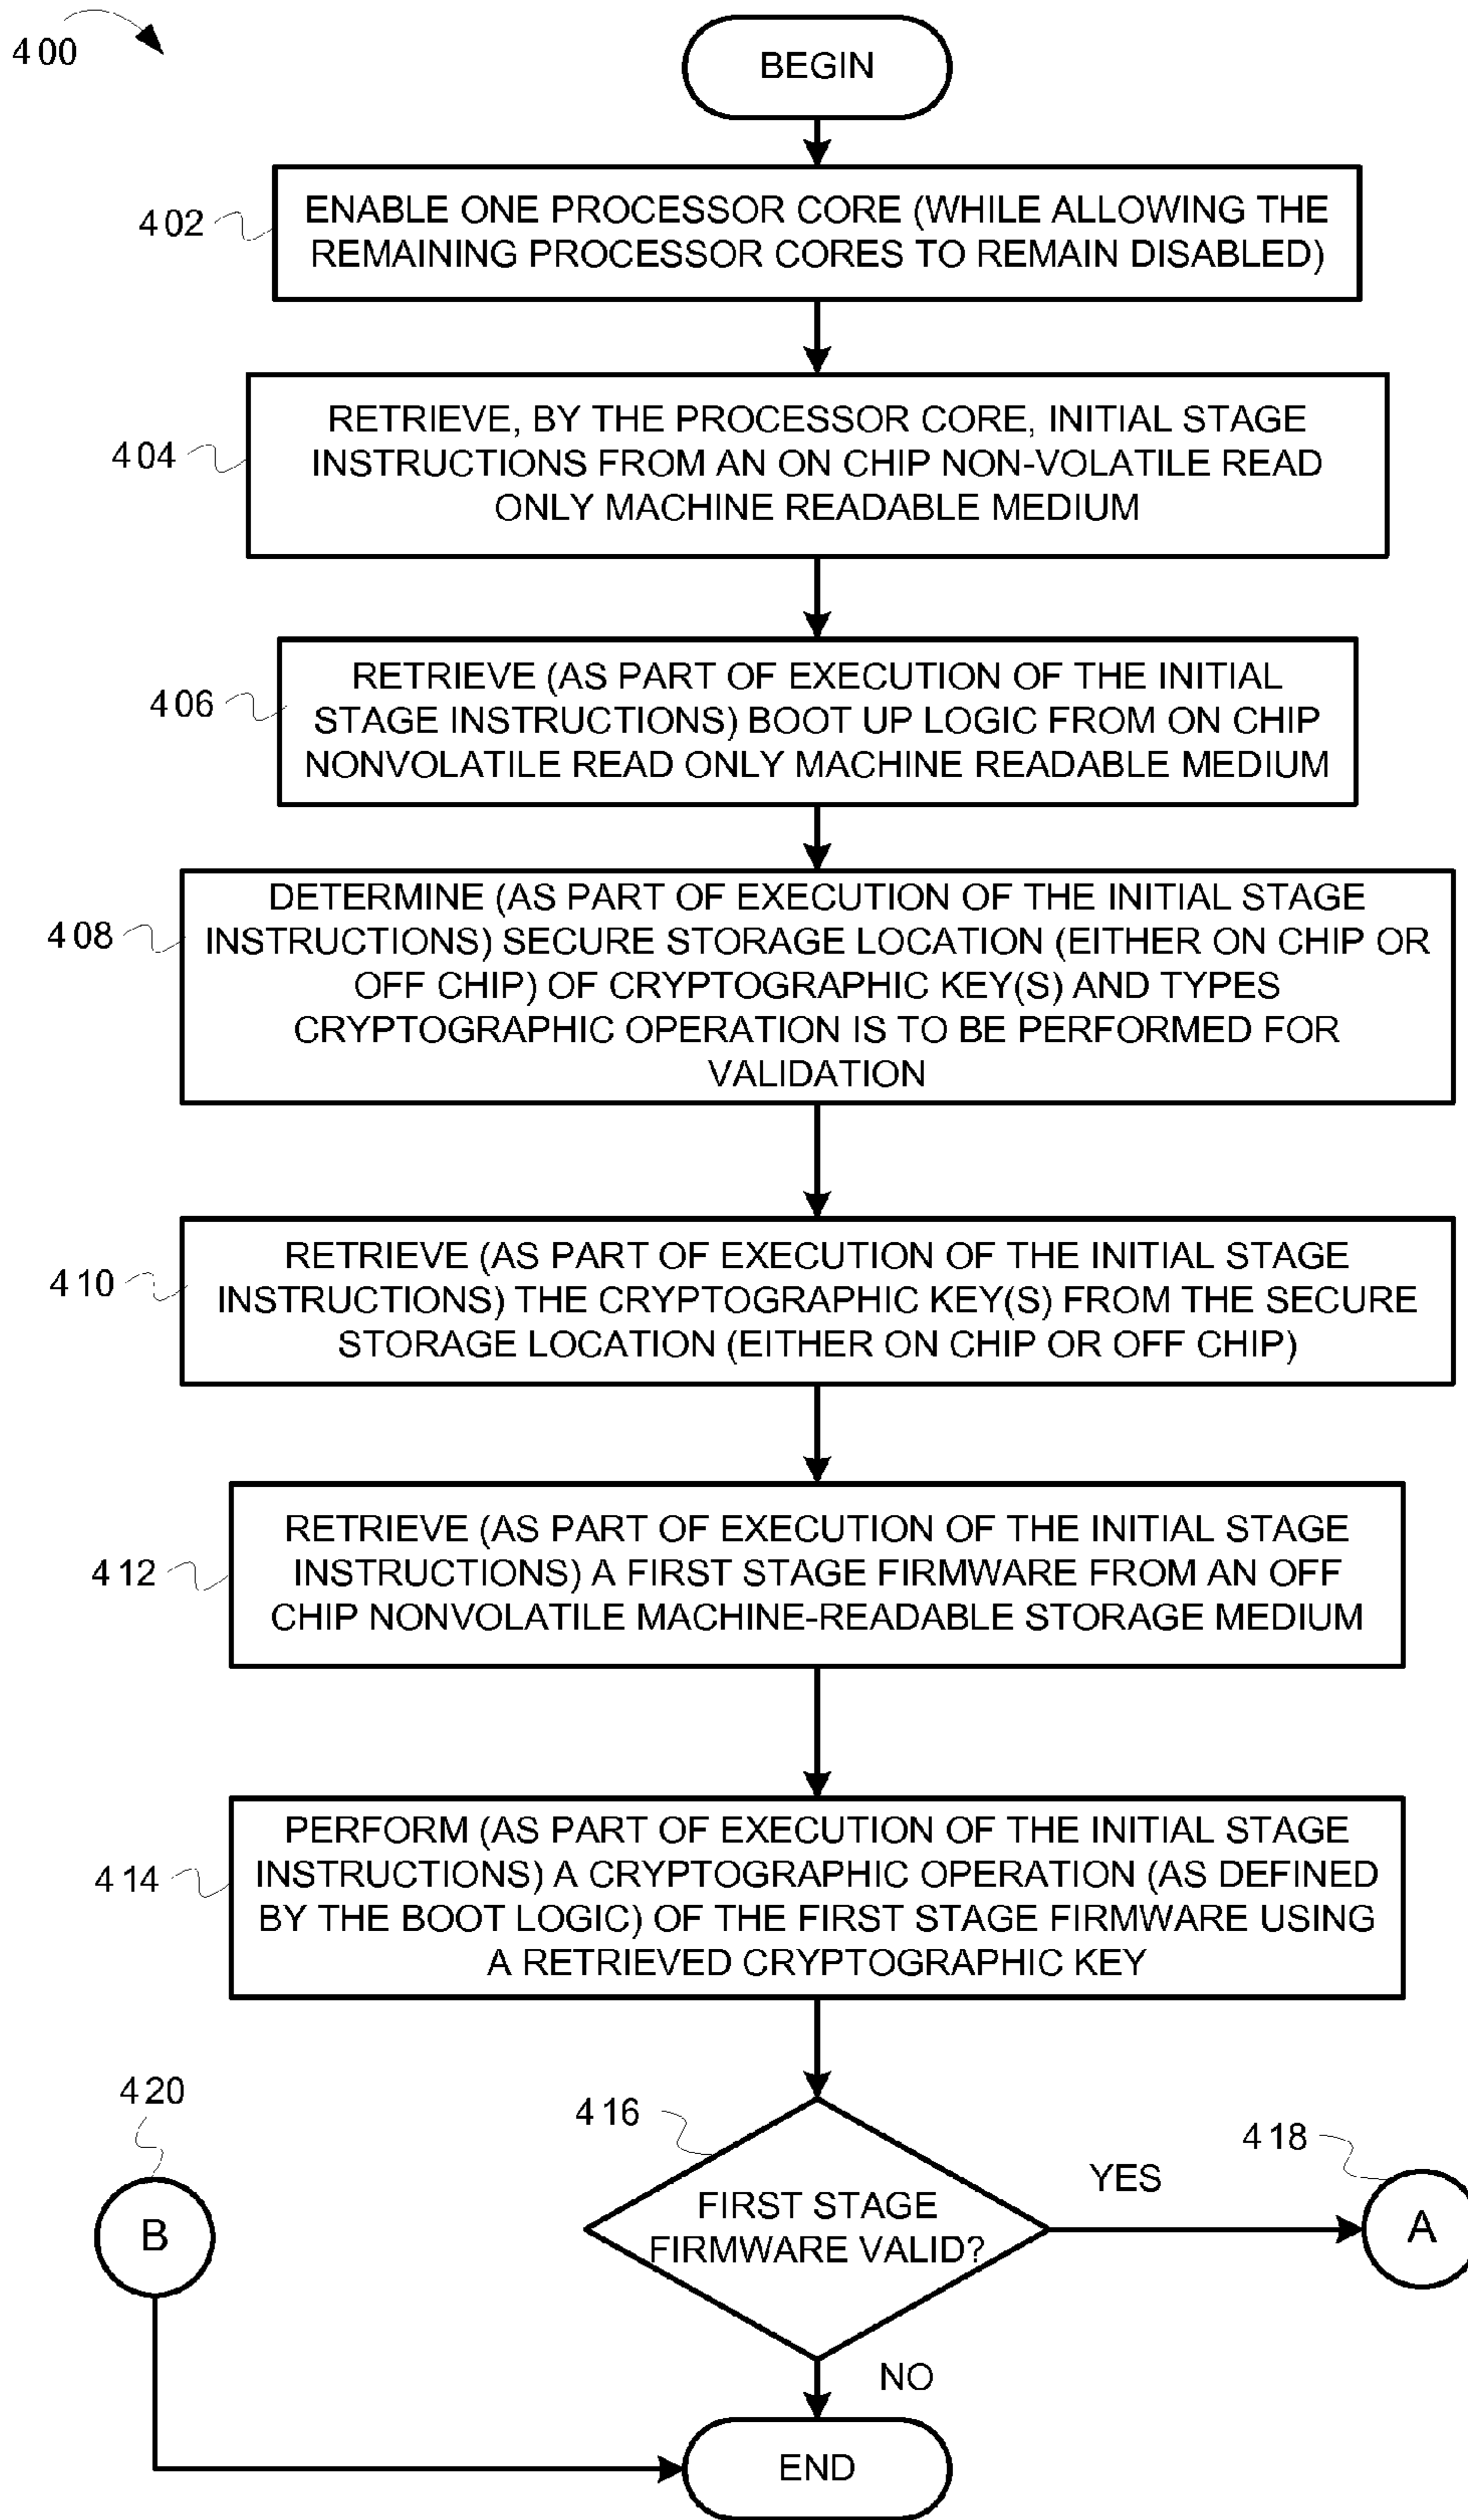 400
BEGIN
402
ENABLE ONE PROCESSOR CORE (WHILE ALLOWING THE
REMAINING PROCESSOR CORES TO REMAIN DISABLED)
404
RETRIEVE, BY THE PROCESSOR CORE, INITIAL STAGE
INSTRUCTIONS FROM AN ON CHIP NON-VOLATILE READ
ONLY MACHINE READABLE MEDIUM
406
RETRIEVE (AS PART OF EXECUTION OF THE INITIAL
STAGE INSTRUCTIONS) BOOT UP LOGIC FROM ON CHIP
NONVOLATILE READ ONLY MACHINE READABLE MEDIUM
408
DETERMINE (AS PART OF EXECUTION OF THE INITIAL STAGE
INSTRUCTIONS) SECURE STORAGE LOCATION (EITHER ON CHIP OR
OFF CHIP) OF CRYPTOGRAPHIC KEY(S) AND TYPES
CRYPTOGRAPHIC OPERATION IS TO BE PERFORMED FOR
VALIDATION
410
RETRIEVE (AS PART OF EXECUTION OF THE INITIAL STAGE
INSTRUCTIONS) THE CRYPTOGRAPHIC KEY(S) FROM THE SECURE
STORAGE LOCATION (EITHER ON CHIP OR OFF CHIP)
412
RETRIEVE (AS PART OF EXECUTION OF THE INITIAL STAGE
INSTRUCTIONS) A FIRST STAGE FIRMWARE FROM AN OFF
CHIP NONVOLATILE MACHINE-READABLE STORAGE MEDIUM
414
PERFORM (AS PART OF EXECUTION OF THE INITIAL STAGE
INSTRUCTIONS) A CRYPTOGRAPHIC OPERATION (AS DEFINED
BY THE BOOT LOGIC) OF THE FIRST STAGE FIRMWARE USING
A RETRIEVED CRYPTOGRAPHIC KEY
420
416
418
YES
FIRST STAGE
FIRMWARE VALID?
B
A
NO
END